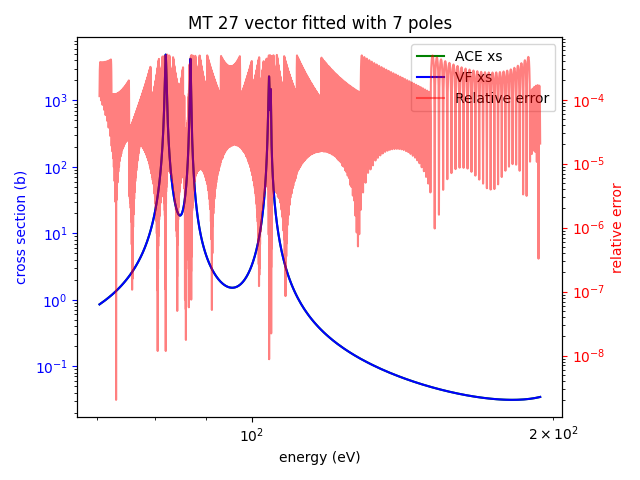 MT 27 vector fitted with 7 poles
ACE xs
VF xs
Relative error
10³
10²
10¹
10⁰
10⁻¹
cross section (b)
10⁻⁴
10⁻⁵
10⁻⁶
10⁻⁷
10⁻⁸
relative error
10²
2 × 10²
energy (eV)